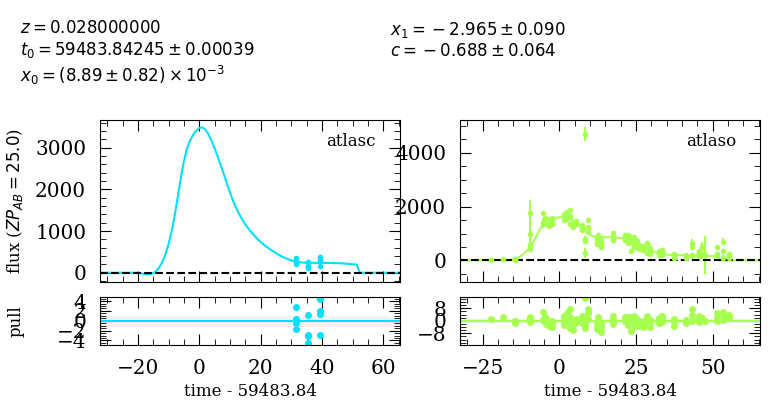 z = 0.028000000
t0 = 59483.84245 ± 0.00039
x0 = (8.89 ± 0.82) × 10^−3
x1 = −2.965 ± 0.090
c = −0.688 ± 0.064
atlasc
3000
2000
1000
0
flux (ZP_AB = 25.0)
atlaso
4000
2000
0
4
2
0
−2
−4
pull
−20
0
20
40
60
time - 59483.84
8
0
−8
−25
0
25
50
time - 59483.84